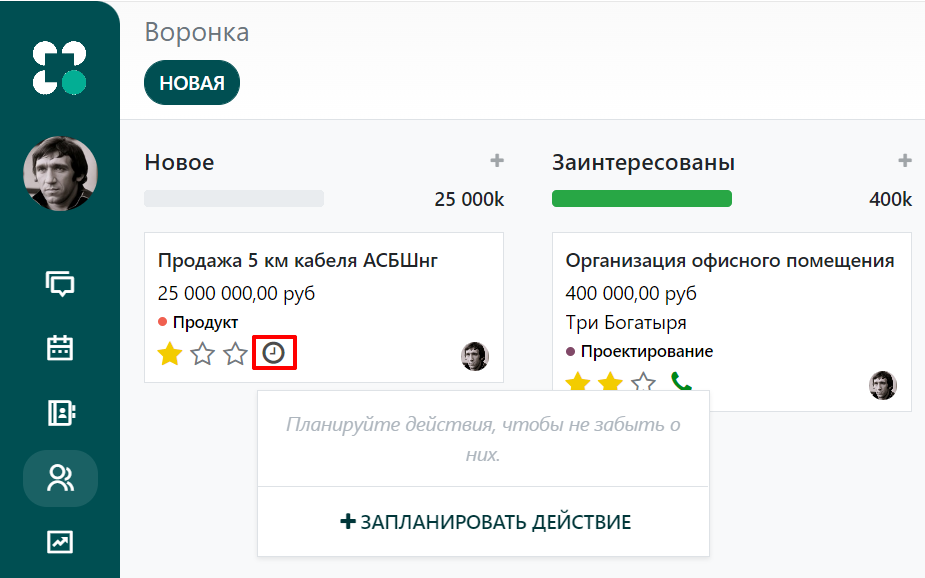 Воронка
НОВАЯ
Новое
25 000k
Продажа 5 км кабеля АСБШнг
25 000 000,00 руб
Продукт
Заинтересованы
400k
Организация офисного помещения
400 000,00 руб
Три Богатыря
Проектирование
Планируйте действия, чтобы не забыть о
них.
ЗАПЛАНИРОВАТЬ ДЕЙСТВИЕ